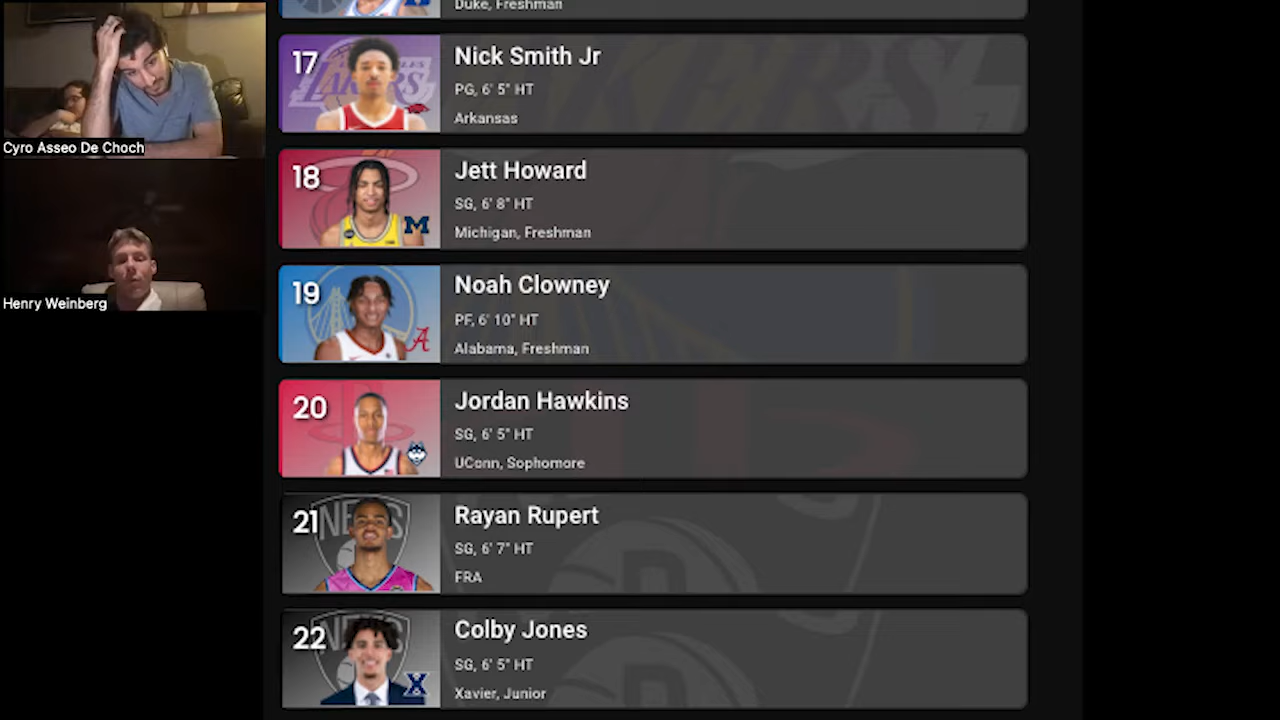 Duke, Freshman
17
Nick Smith Jr
PG, 6' 5" HT
Arkansas
18
Jett Howard
SG, 6' 8" HT
Michigan, Freshman
19
Noah Clowney
PF, 6' 10" HT
Alabama, Freshman
20
Jordan Hawkins
SG, 6' 5" HT
UConn, Sophomore
21
Rayan Rupert
SG, 6' 7" HT
FRA
22
Colby Jones
SG, 6' 5" HT
Xavier, Junior
Cyro Asseo De Choch
Henry Weinberg